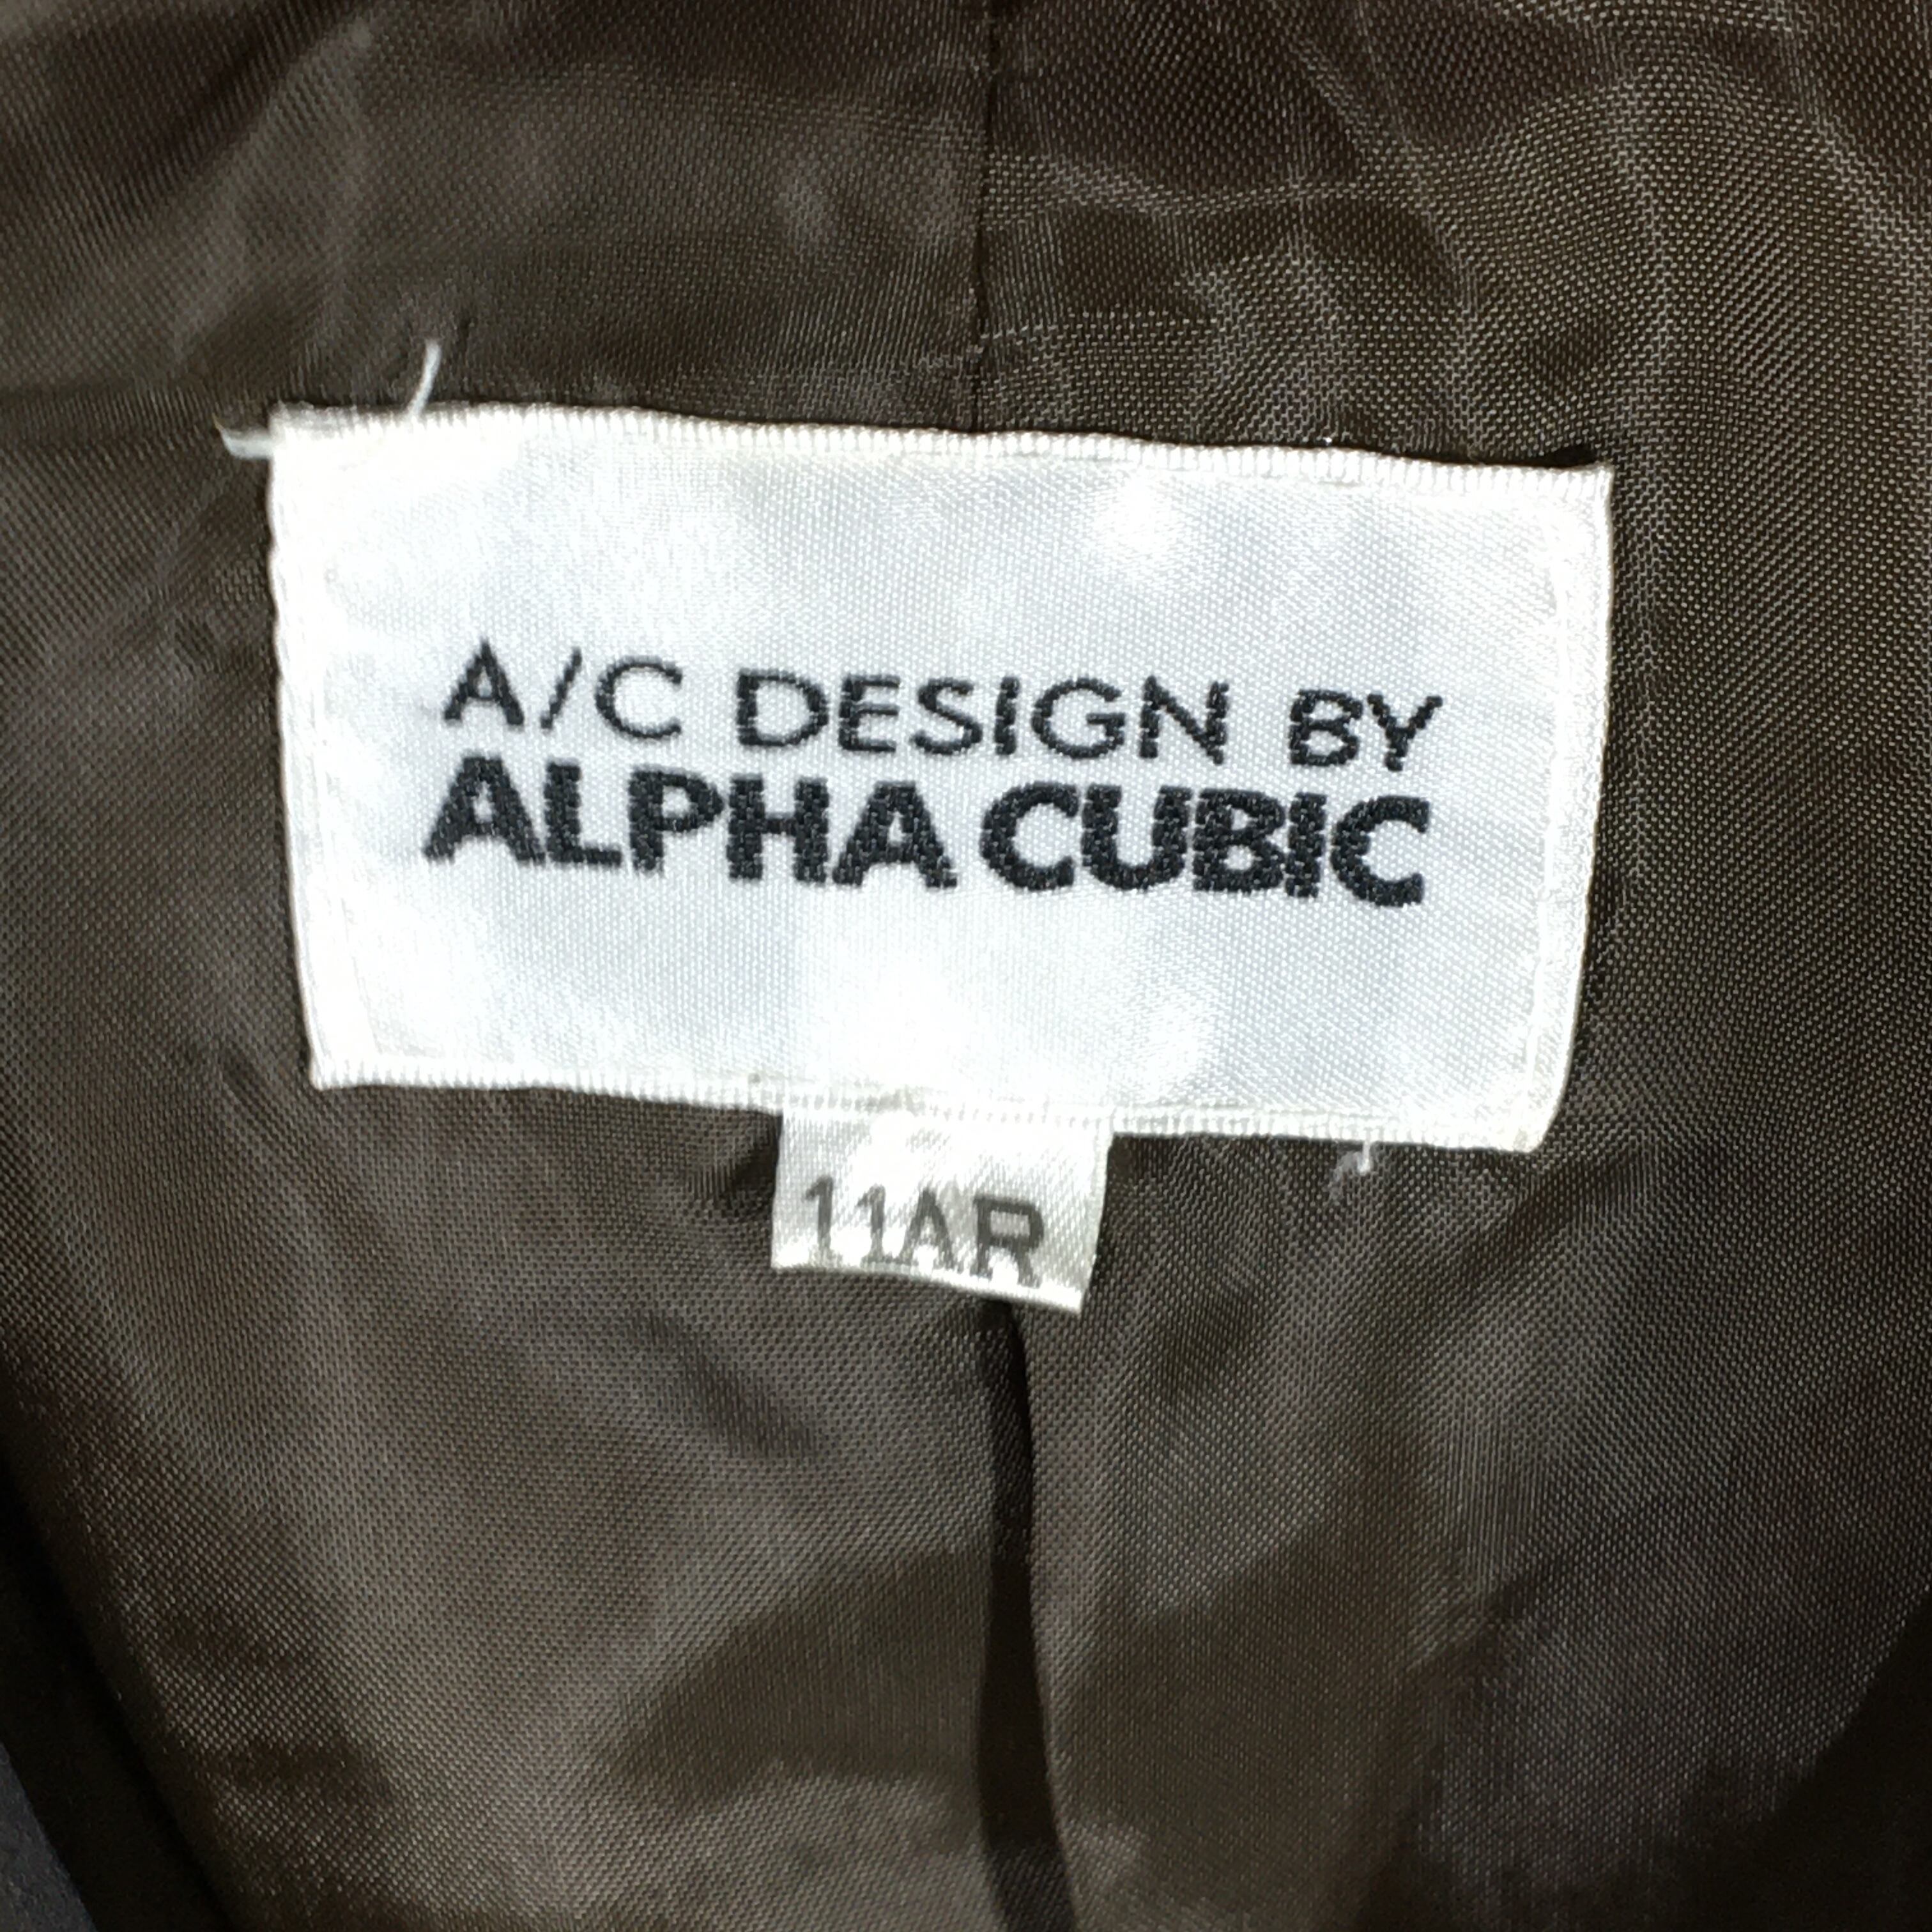 A/C DESIGN BY
ALPHA CUBIC
11AR